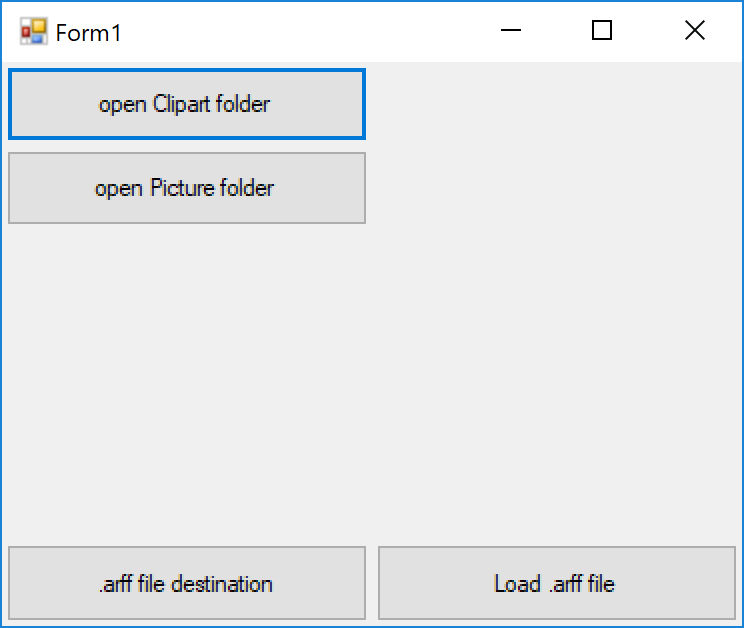 Form1
open Clipart folder
open Picture folder
.arff file destination
Load .arff file